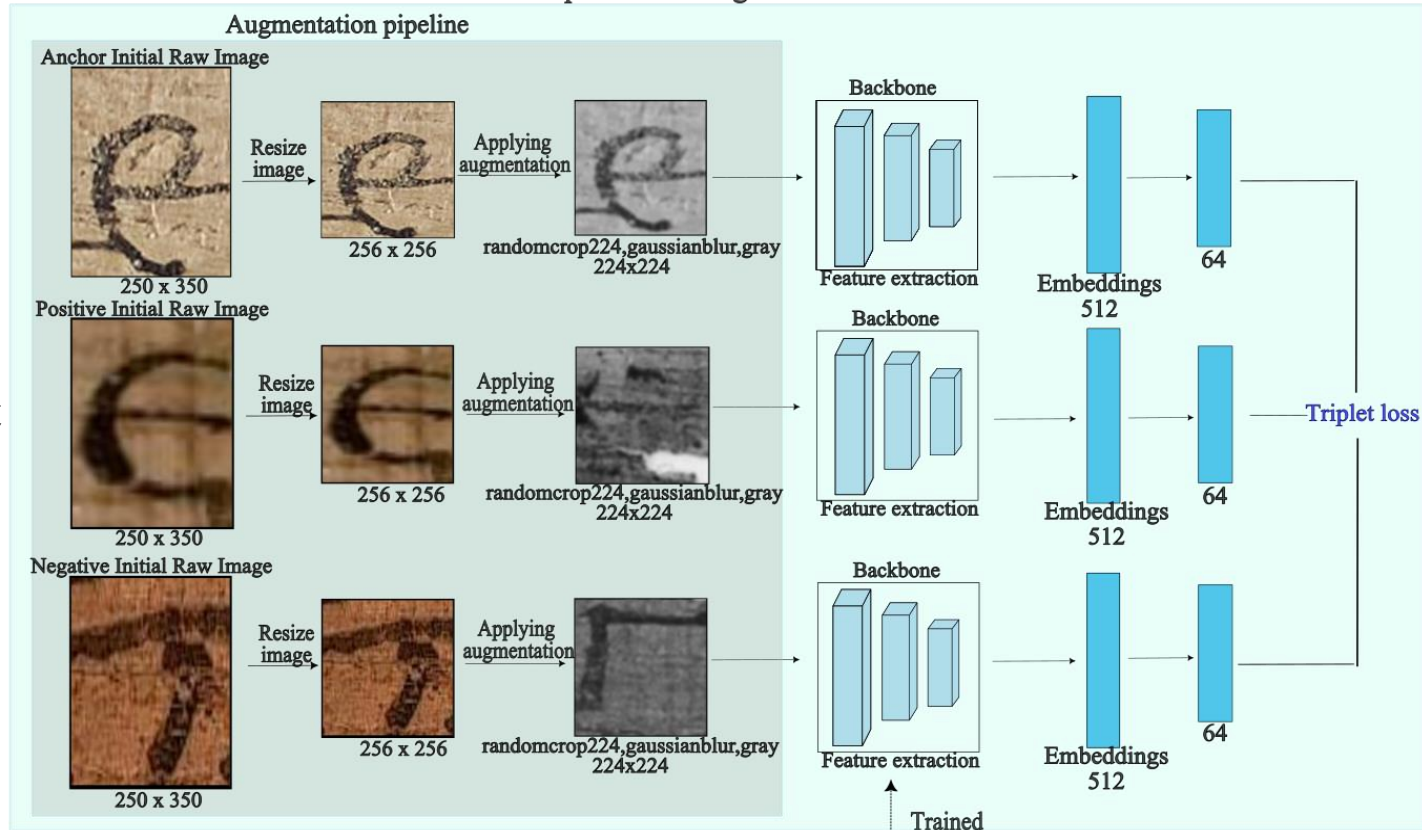 Augmentation pipeline
Anchor Initial Raw Image
Resize image
Applying augmentation
250 x 350
256 x 256
randomcrop224,gaussianblur,gray
224x224
Backbone
Feature extraction
Embeddings
512
64
Positive Initial Raw Image
Resize image
Applying augmentation
250 x 350
256 x 256
randomcrop224,gaussianblur,gray
224x224
Backbone
Feature extraction
Embeddings
512
64
Triplet loss
Negative Initial Raw Image
Resize image
Applying augmentation
250 x 350
256 x 256
randomcrop224,gaussianblur,gray
224x224
Backbone
Feature extraction
Embeddings
512
64
Trained